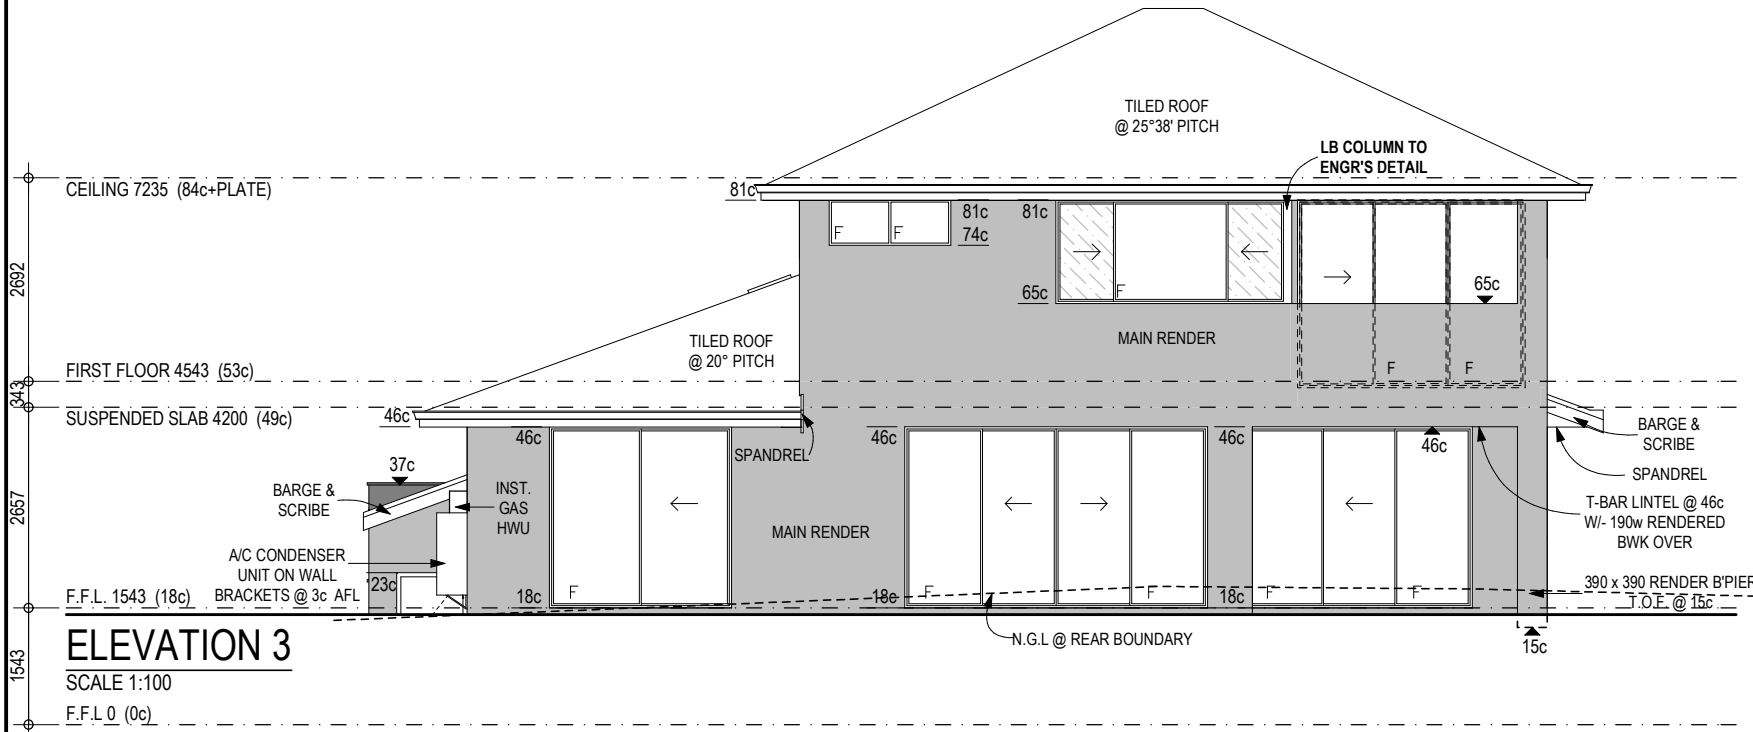 TILED ROOF
@ 25°38' PITCH
LB COLUMN TO
ENGR'S DETAIL
CEILING 7235 (84c+PLATE)
81c
81c
74c
81c
65c
65c
2692
MAIN RENDER
TILED ROOF
@ 20° PITCH
F
F
F
F
F
FIRST FLOOR 4543 (53c)
343
SUSPENDED SLAB 4200 (49c)
46c
46c
46c
46c
46c
SPANDREL
BARGE &
SCRIBE
SPANDREL
37c
BARGE &
SCRIBE
INST.
GAS
HWU
2657
MAIN RENDER
T-BAR LINTEL @ 46c
W/- 190w RENDERED
BWK OVER
A/C CONDENSER
UNIT ON WALL
BRACKETS @ 3c AFL
23c
F
F
F
F
F
18c
18c
18c
390 x 390 RENDER B'PIER
T.O.F. @ 15c
F.F.L. 1543 (18c)
N.G.L @ REAR BOUNDARY
15c
ELEVATION 3
SCALE 1:100
1543
F.F.L 0 (0c)